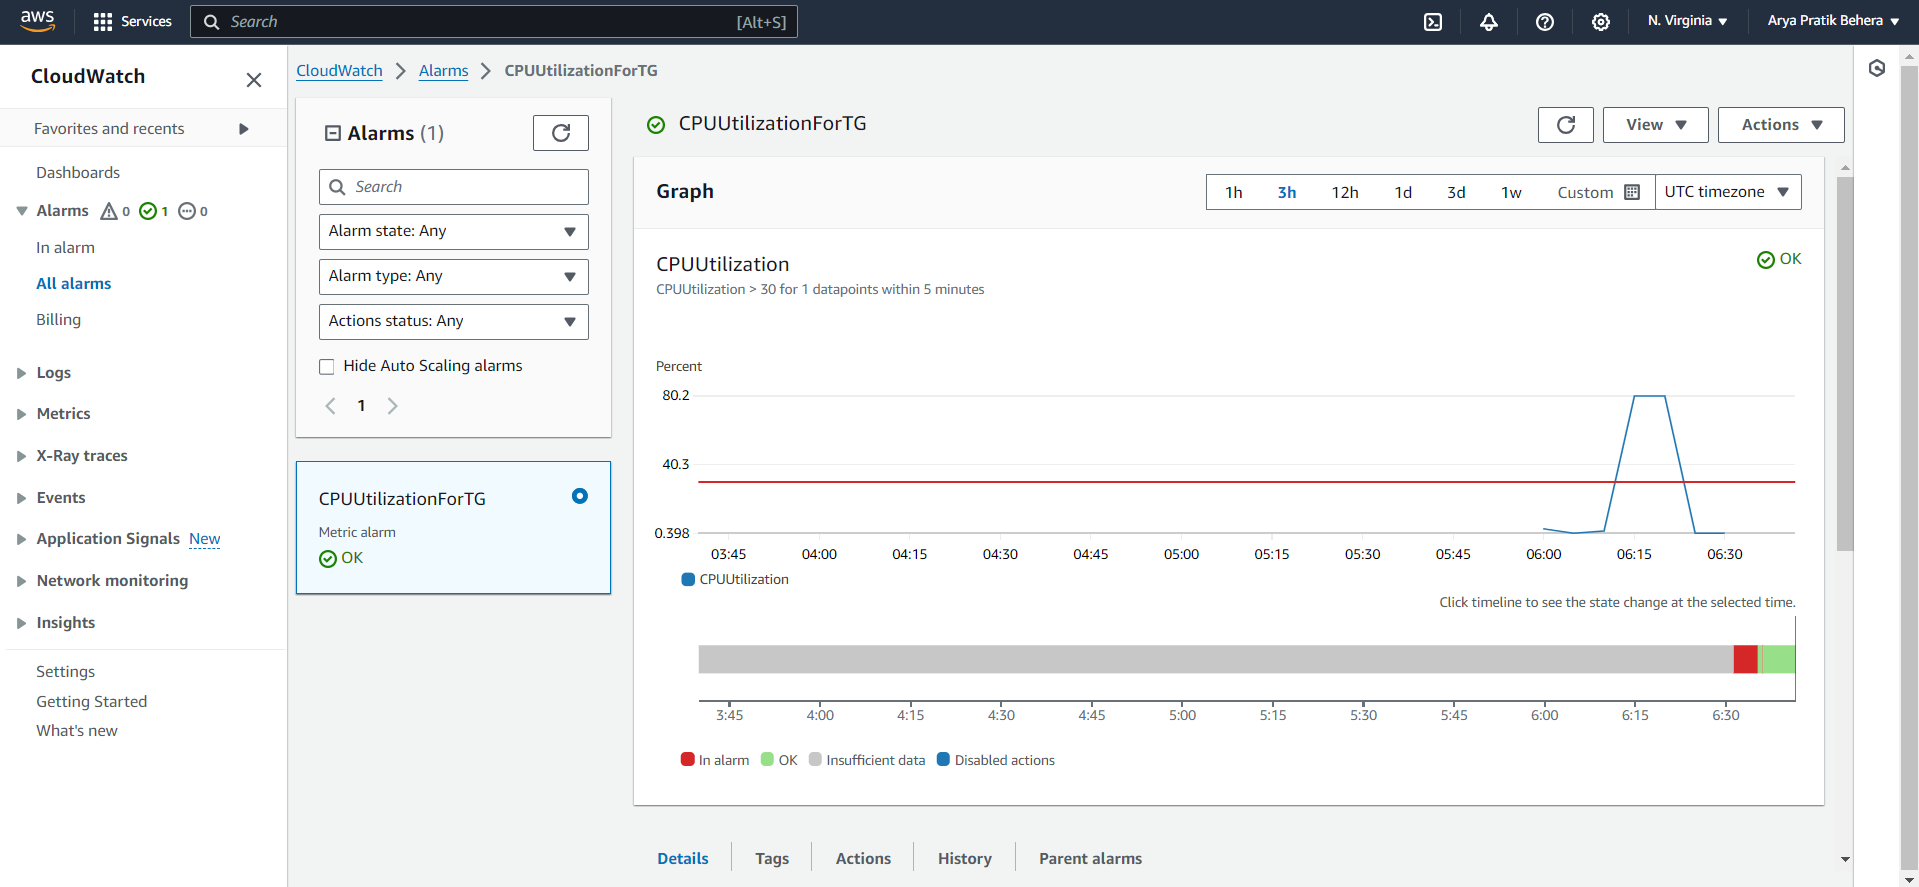 aws
Services
Search
[Alt+S]
N. Virginia
Arya Pratik Behera
CloudWatch
Favorites and recents
Dashboards
Alarms 0 1 0
In alarm
All alarms
Billing
Logs
Metrics
X-Ray traces
Events
Application Signals New
Network monitoring
Insights
Settings
Getting Started
What's new
CloudWatch Alarms CPUUtilizationForTG
Alarms (1)
Search
Alarm state: Any
Alarm type: Any
Actions status: Any
Hide Auto Scaling alarms
1
CPUUtilizationForTG
Metric alarm
OK
CPUUtilizationForTG
View
Actions
Graph
1h 3h 12h 1d 3d 1w Custom
UTC timezone
CPUUtilization
OK
CPUUtilization > 30 for 1 datapoints within 5 minutes
Percent
80.2
40.3
0.398
03:45 04:00 04:15 04:30 04:45 05:00 05:15 05:30 05:45 06:00 06:15 06:30
CPUUtilization
Click timeline to see the state change at the selected time.
3:45 4:00 4:15 4:30 4:45 5:00 5:15 5:30 5:45 6:00 6:15 6:30
In alarm OK Insufficient data Disabled actions
Details Tags Actions History Parent alarms